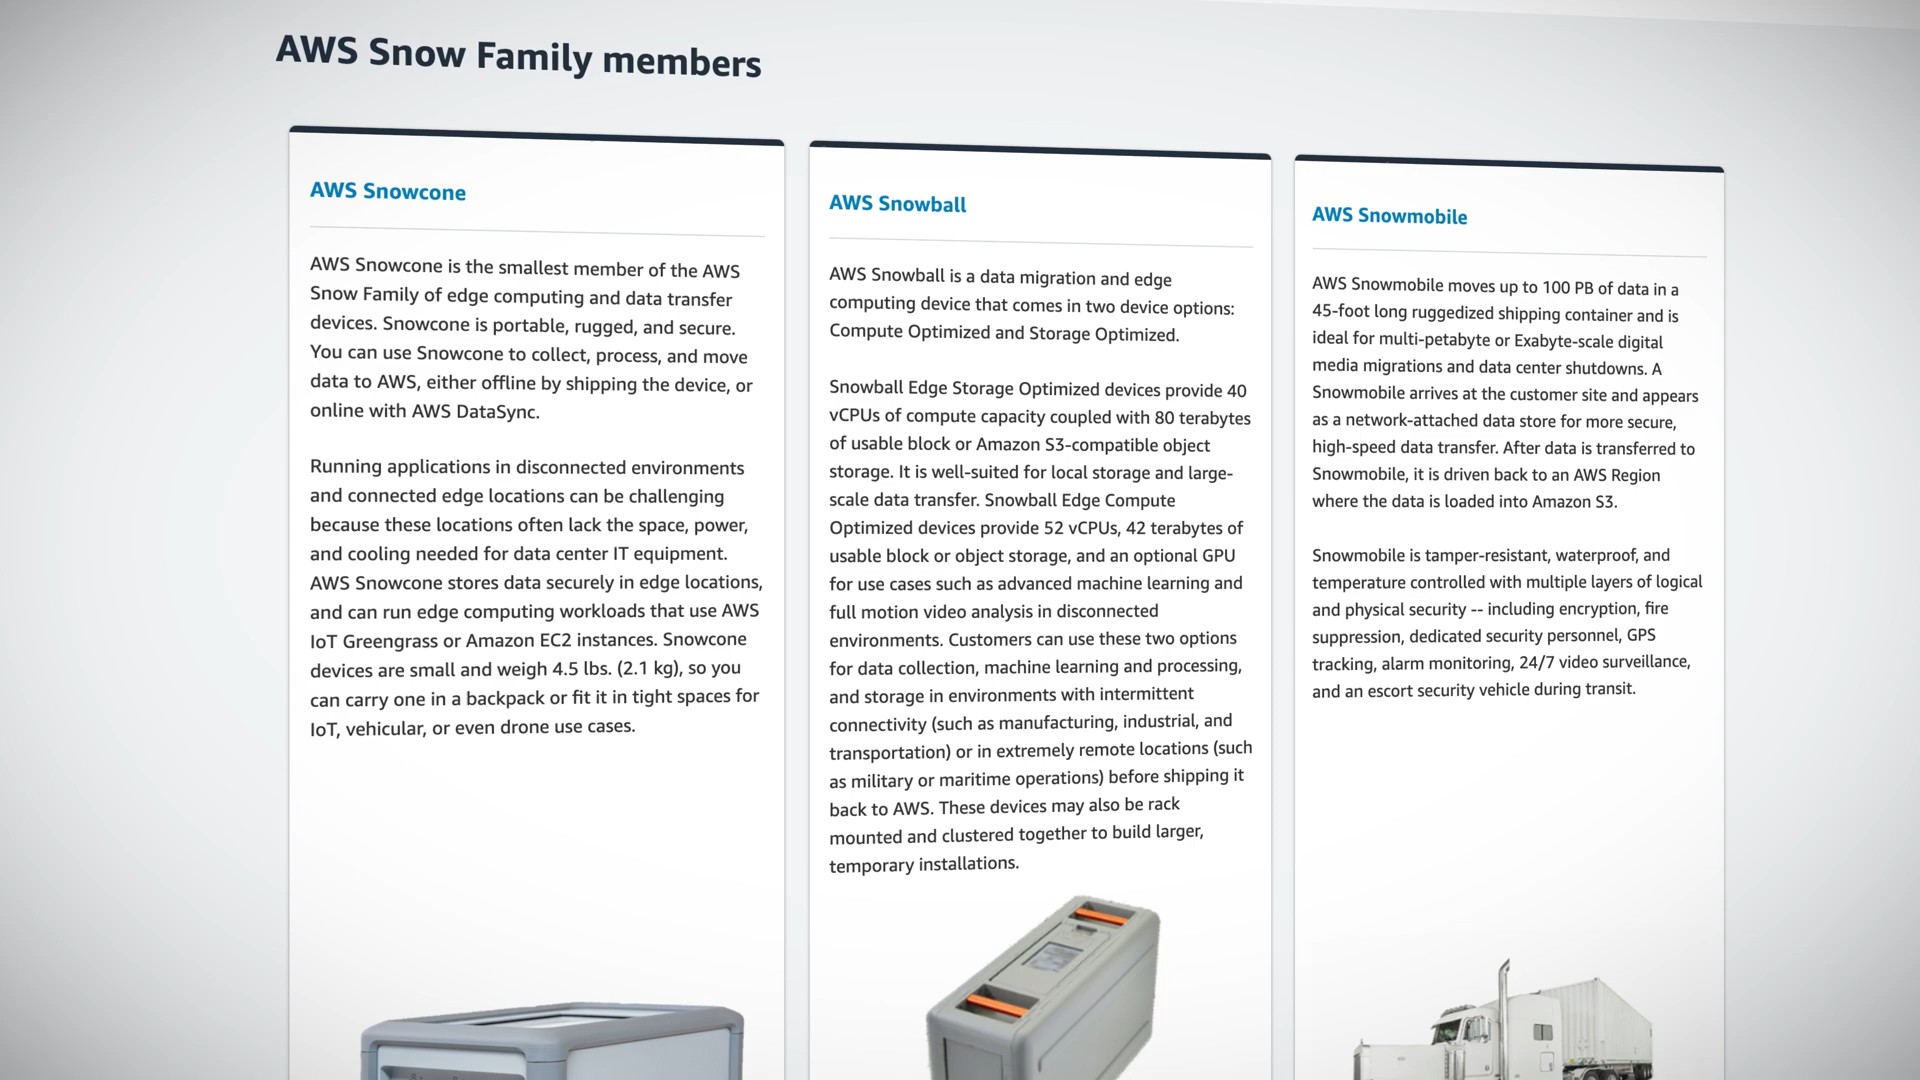 AWS Snow Family members
AWS Snowcone
AWS Snowcone is the smallest member of the AWS
Snow Family of edge computing and data transfer
devices. Snowcone is portable, rugged, and secure.
You can use Snowcone to collect, process, and move
data to AWS, either offline by shipping the device, or
online with AWS DataSync.
Running applications in disconnected environments
and connected edge locations can be challenging
because these locations often lack the space, power,
and cooling needed for data center IT equipment.
AWS Snowcone stores data securely in edge locations,
and can run edge computing workloads that use AWS
IoT Greengrass or Amazon EC2 instances. Snowcone
devices are small and weigh 4.5 lbs. (2.1 kg), so you
can carry one in a backpack or fit it in tight spaces for
IoT, vehicular, or even drone use cases.
AWS Snowball
AWS Snowball is a data migration and edge
computing device that comes in two device options:
Compute Optimized and Storage Optimized.
Snowball Edge Storage Optimized devices provide 40
vCPUs of compute capacity coupled with 80 terabytes
of usable block or Amazon S3-compatible object
storage. It is well-suited for local storage and large-
scale data transfer. Snowball Edge Compute
Optimized devices provide 52 vCPUs, 42 terabytes of
usable block or object storage, and an optional GPU
for use cases such as advanced machine learning and
full motion video analysis in disconnected
environments. Customers can use these two options
for data collection, machine learning and processing,
and storage in environments with intermittent
connectivity (such as manufacturing, industrial, and
transportation) or in extremely remote locations (such
as military or maritime operations) before shipping it
back to AWS. These devices may also be rack
mounted and clustered together to build larger,
temporary installations.
AWS Snowmobile
AWS Snowmobile moves up to 100 PB of data in a
45-foot long ruggedized shipping container and is
ideal for multi-petabyte or Exabyte-scale digital
media migrations and data center shutdowns. A
Snowmobile arrives at the customer site and appears
as a network-attached data store for more secure,
high-speed data transfer. After data is transferred to
Snowmobile, it is driven back to an AWS Region
where the data is loaded into Amazon S3.
Snowmobile is tamper-resistant, waterproof, and
temperature controlled with multiple layers of logical
and physical security -- including encryption, fire
suppression, dedicated security personnel, GPS
tracking, alarm monitoring, 24/7 video surveillance,
and an escort security vehicle during transit.